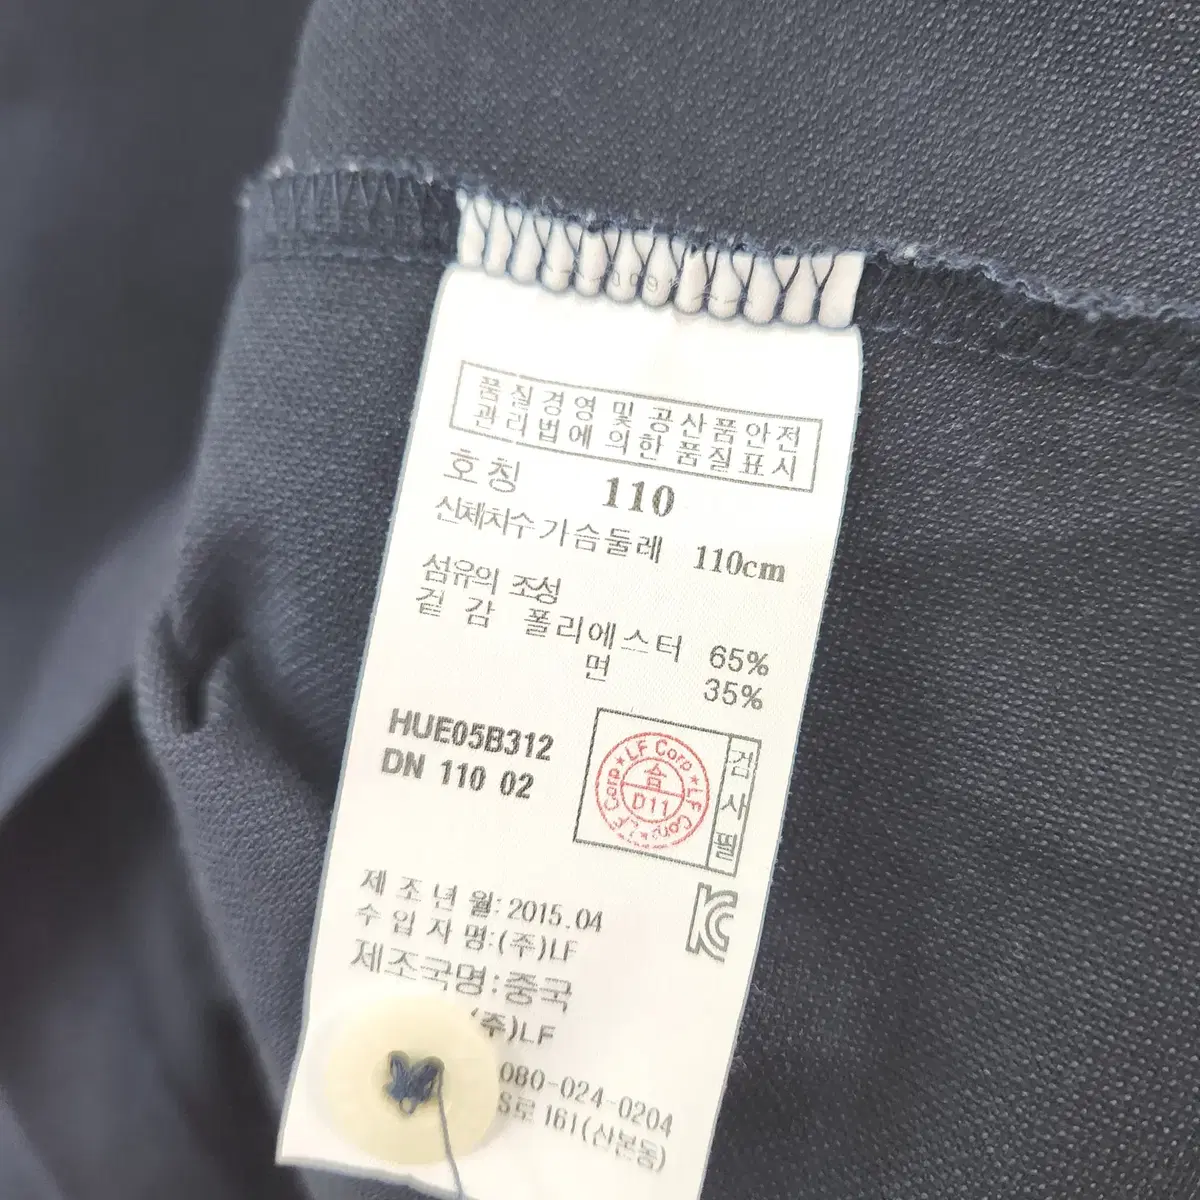 품질경영 및 공산품안전
관리법에 의한 품질표시
호칭 110
신체치수 가슴둘레 110cm
섬유의 조성
겉감 폴리에스터 65%
면 35%
HUE05B312
DN 110 02
LF Corp ★ LF Corp ★ LF Corp ★
合
D11
검사필
제조년월: 2015.04
수입자명:(주)LF
제조국명:중국
(주)LF
080-024-0204
S로 161(산본동)